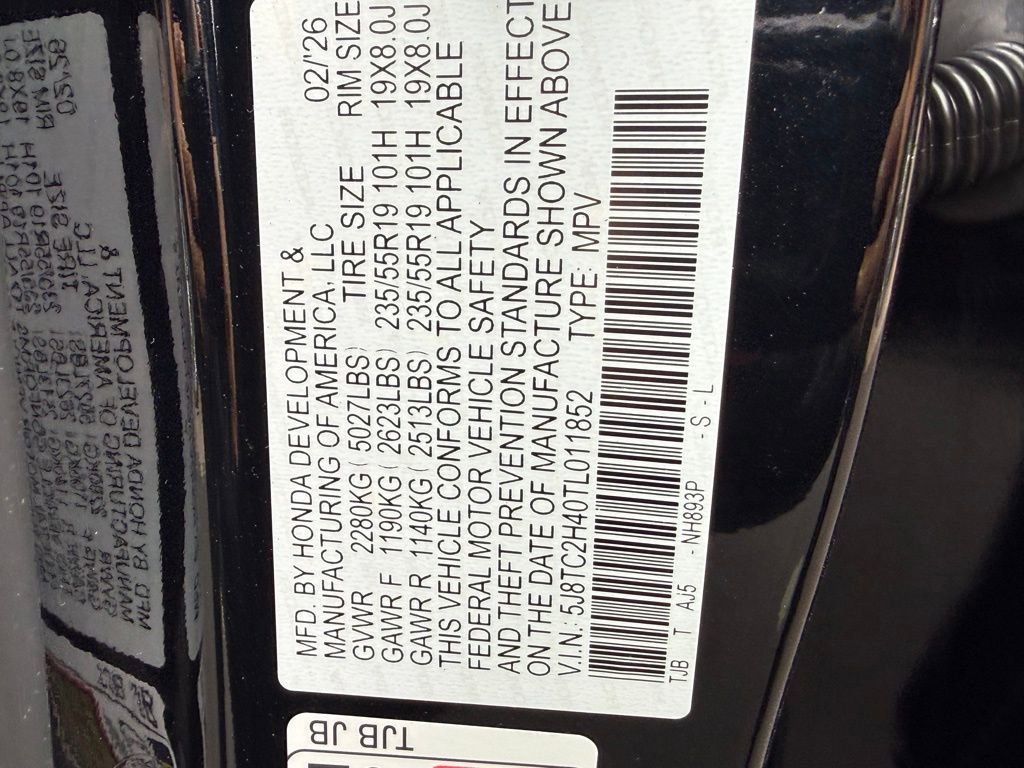 MFD. BY HONDA DEVELOPMENT &
MANUFACTURING OF AMERICA, LLC 02/'26
GVWR 2280KG ( 5027LBS) TIRE SIZE RIM SIZE
GAWR F 1190KG ( 2623LBS) 235/55R19 101H 19X8.0J
GAWR R 1140KG ( 2513LBS) 235/55R19 101H 19X8.0J
THIS VEHICLE CONFORMS TO ALL APPLICABLE
FEDERAL MOTOR VEHICLE SAFETY
AND THEFT PREVENTION STANDARDS IN EFFECT
ON THE DATE OF MANUFACTURE SHOWN ABOVE
V.I.N: 5J8TC2H40TL011852 TYPE: MPV
TJB T AJ5 -NH893P -S -L
TJB JB